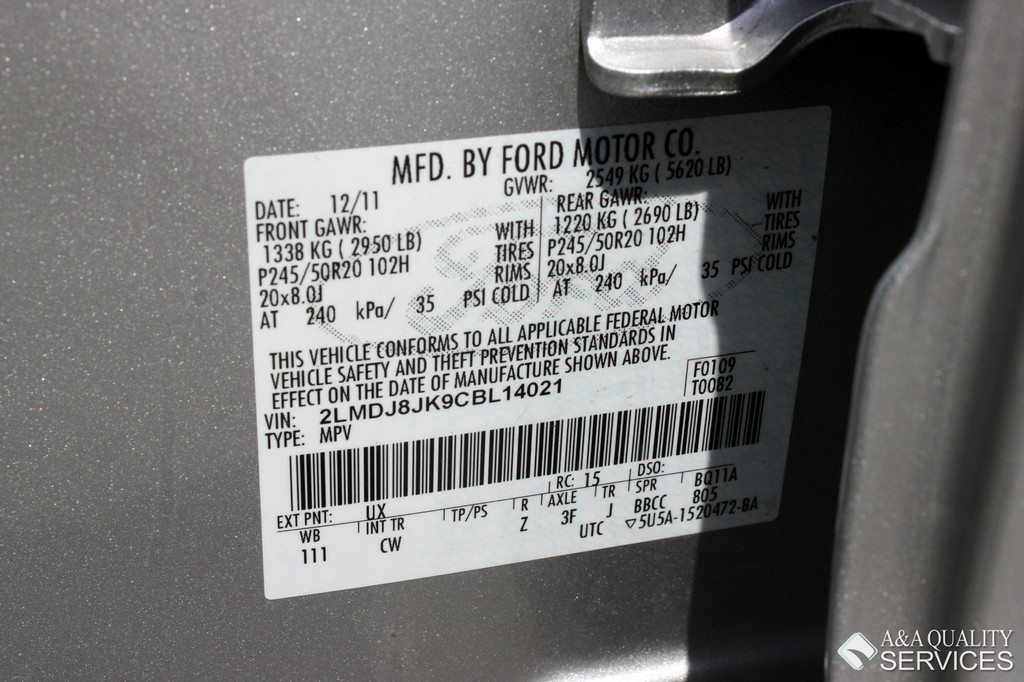 MFD. BY FORD MOTOR CO.
DATE: 12/11 GVWR: 2549 KG ( 5620 LB)
FRONT GAWR: REAR GAWR:
1338 KG ( 2950 LB) WITH 1220 KG ( 2690 LB) WITH
P245/50R20 102H TIRES P245/50R20 102H TIRES
20x8.0J RIMS 20x8.0J RIMS
AT 240 kPa/ 35 PSI COLD AT 240 kPa/ 35 PSI COLD
THIS VEHICLE CONFORMS TO ALL APPLICABLE FEDERAL MOTOR
VEHICLE SAFETY AND THEFT PREVENTION STANDARDS IN
EFFECT ON THE DATE OF MANUFACTURE SHOWN ABOVE.
VIN: 2LMDJ8JK9CBL14021 F0109
TYPE: MPV T0082
EXT PNT: UX RC: 15 DSO:
WB INT TR TP/PS R AXLE TR SPR BQ11A
111 CW Z 3F J BBCC 805
UTC ▽5U5A-1520472-BA
A&A QUALITY
SERVICES